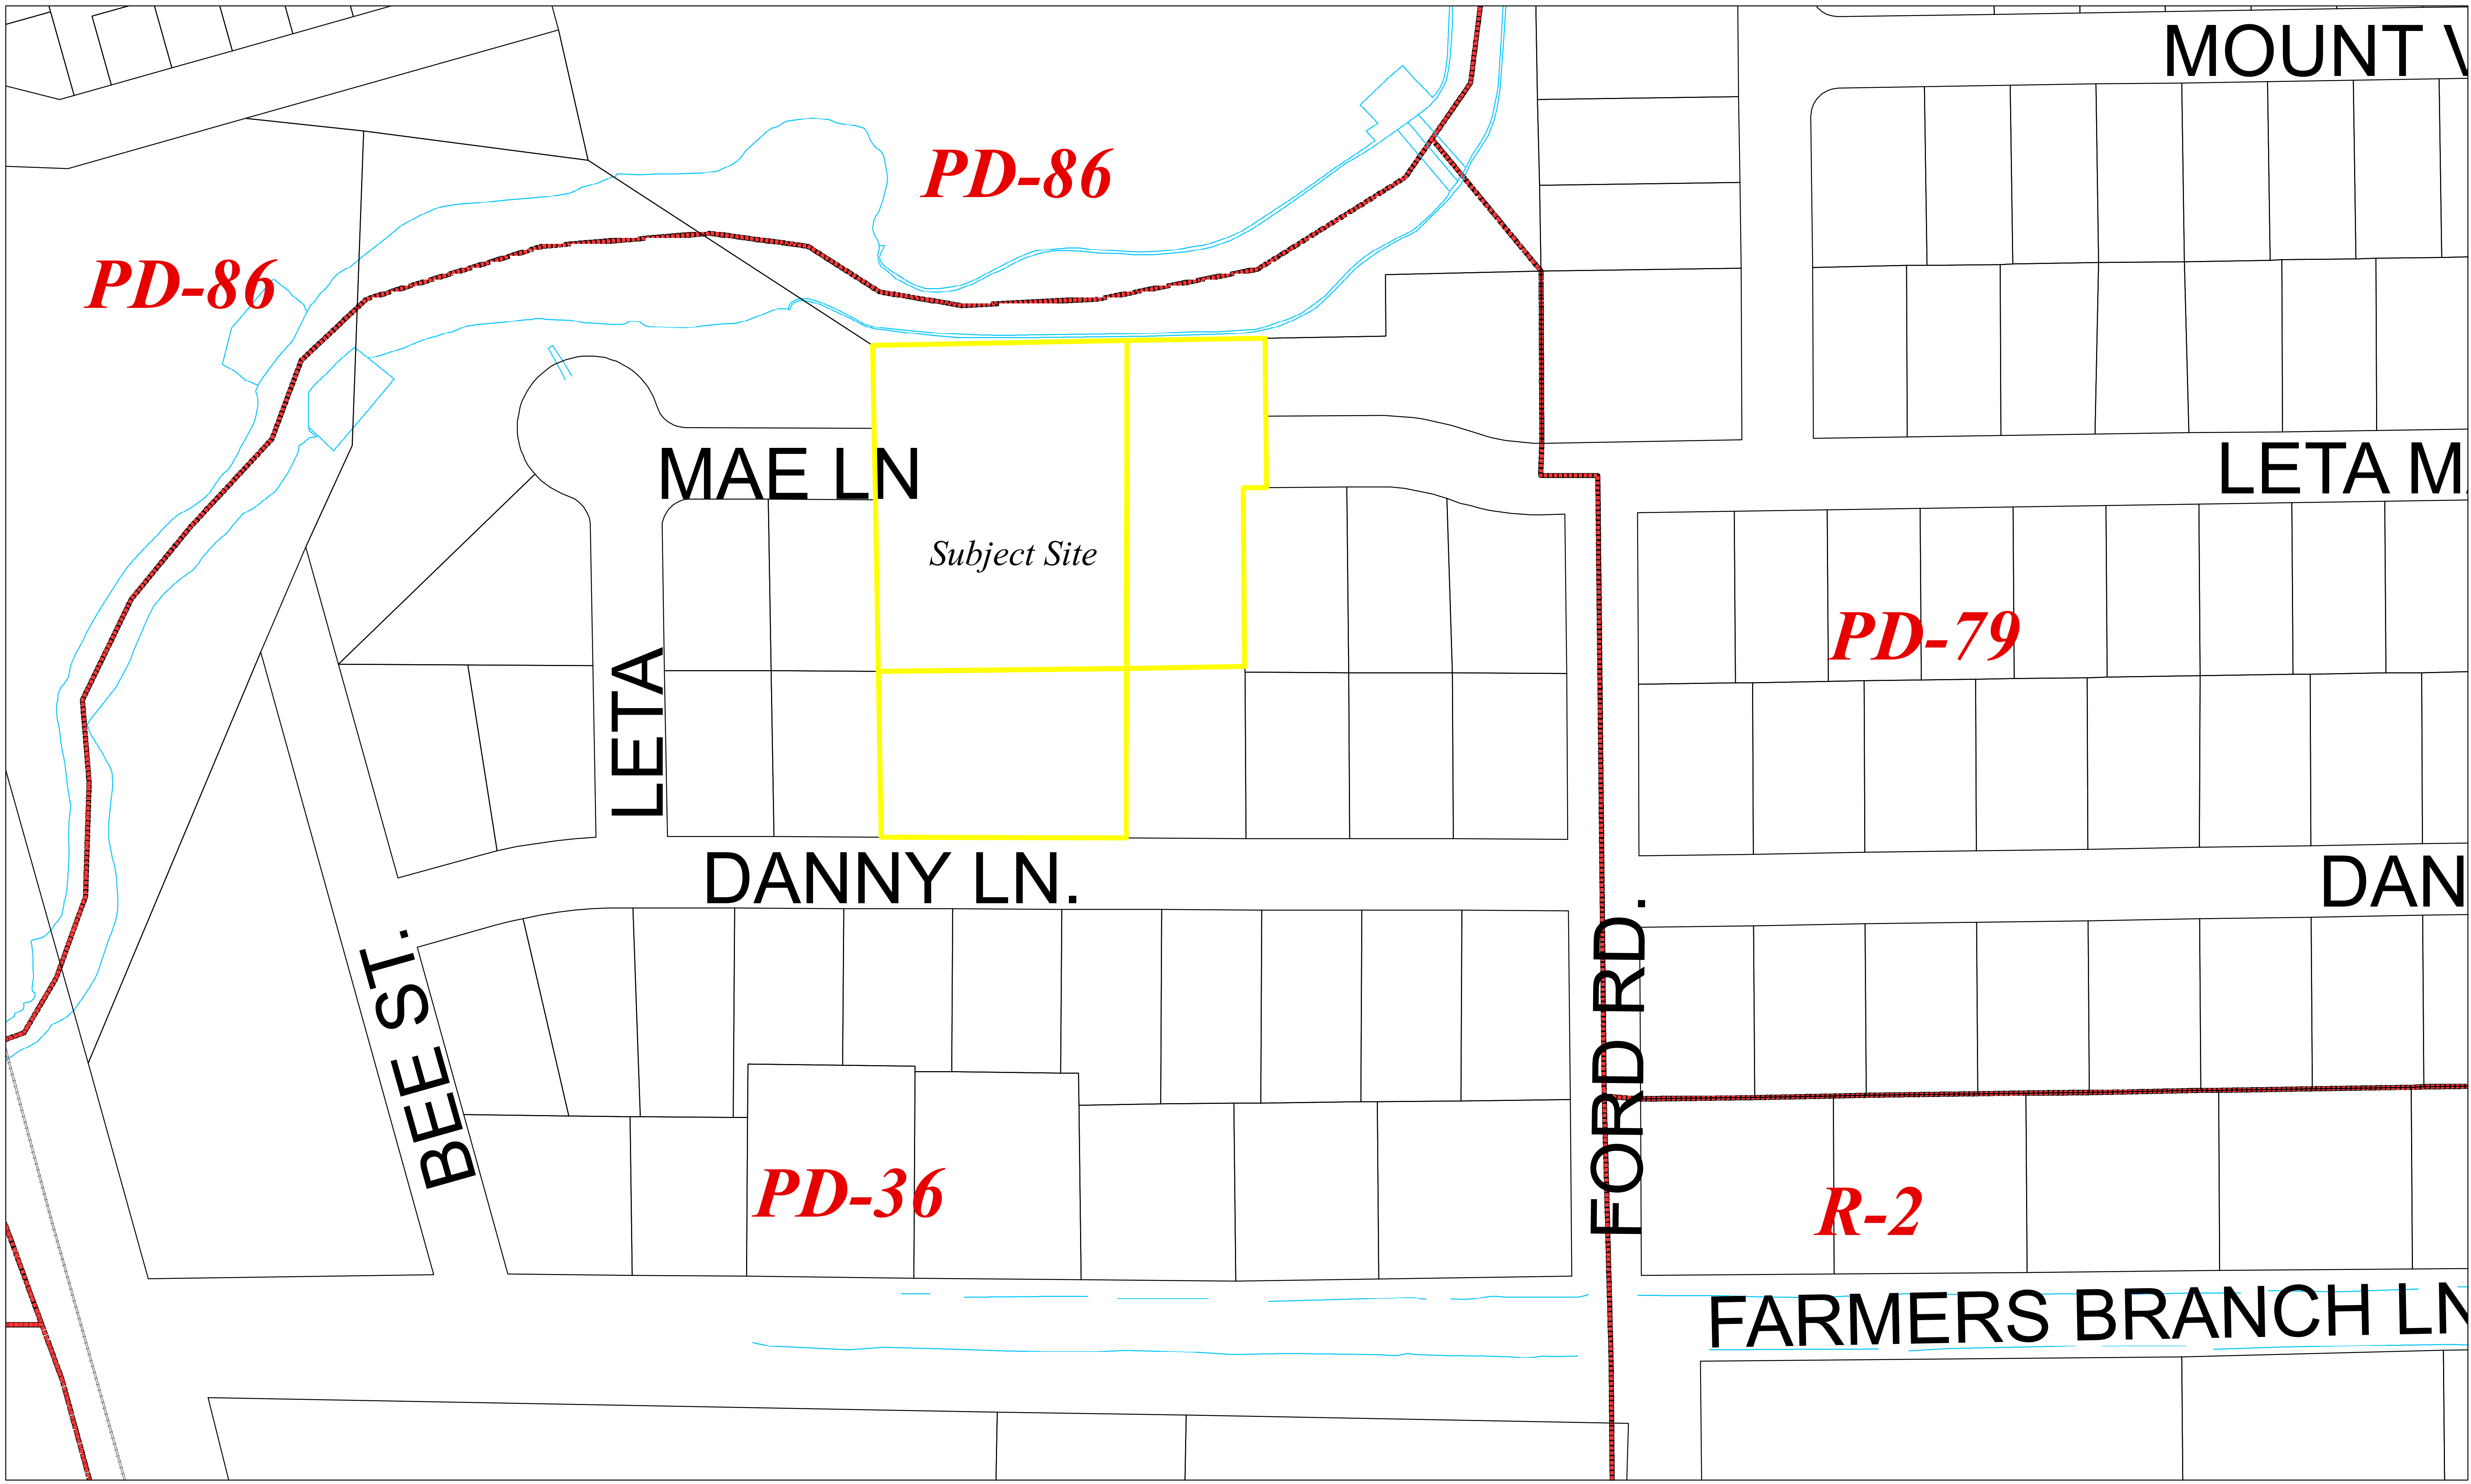 MOUNT V
PD-86
PD-86
MAE LN
LETA M
Subject Site
PD-79
LETA
DANNY LN.
DAN
BEE ST.
FORD RD.
PD-36
R-2
FARMERS BRANCH LN